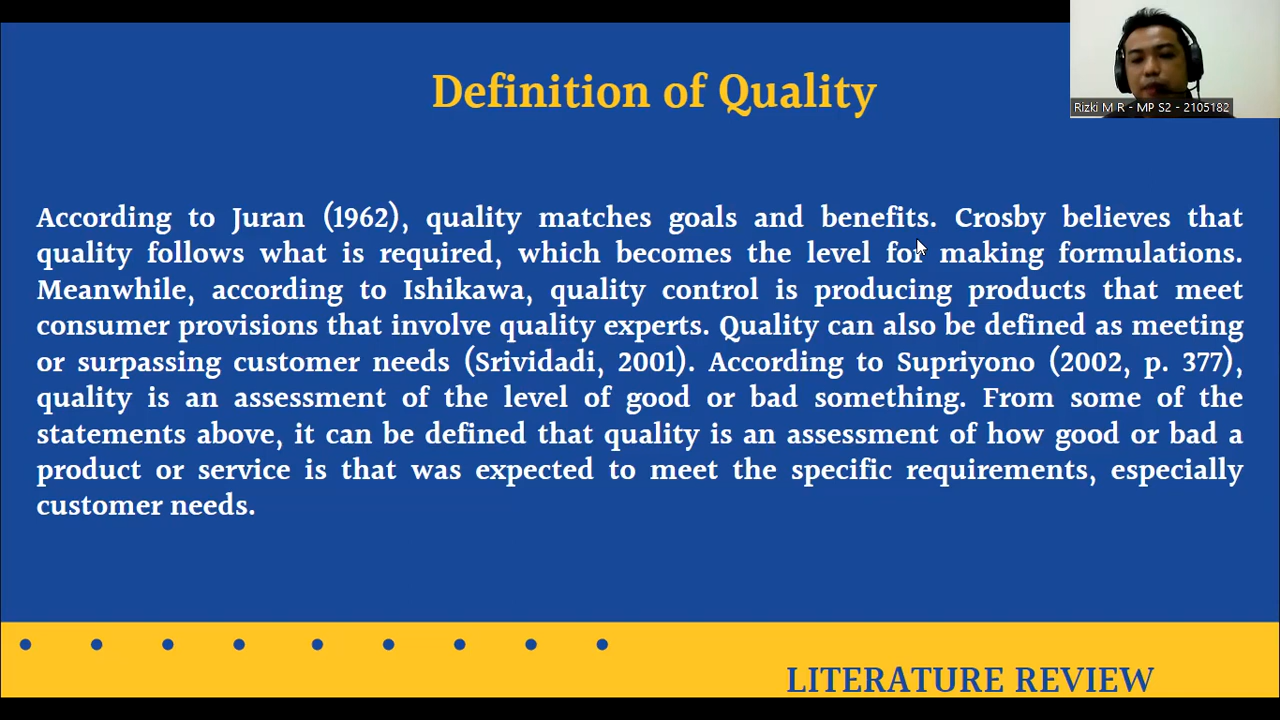 Definition of Quality
Rizki M R - MP S2 - 2105182
According to Juran (1962), quality matches goals and benefits. Crosby believes that
quality follows what is required, which becomes the level for making formulations.
Meanwhile, according to Ishikawa, quality control is producing products that meet
consumer provisions that involve quality experts. Quality can also be defined as meeting
or surpassing customer needs (Srividadi, 2001). According to Supriyono (2002, p. 377),
quality is an assessment of the level of good or bad something. From some of the
statements above, it can be defined that quality is an assessment of how good or bad a
product or service is that was expected to meet the specific requirements, especially
customer needs.
LITERATURE REVIEW